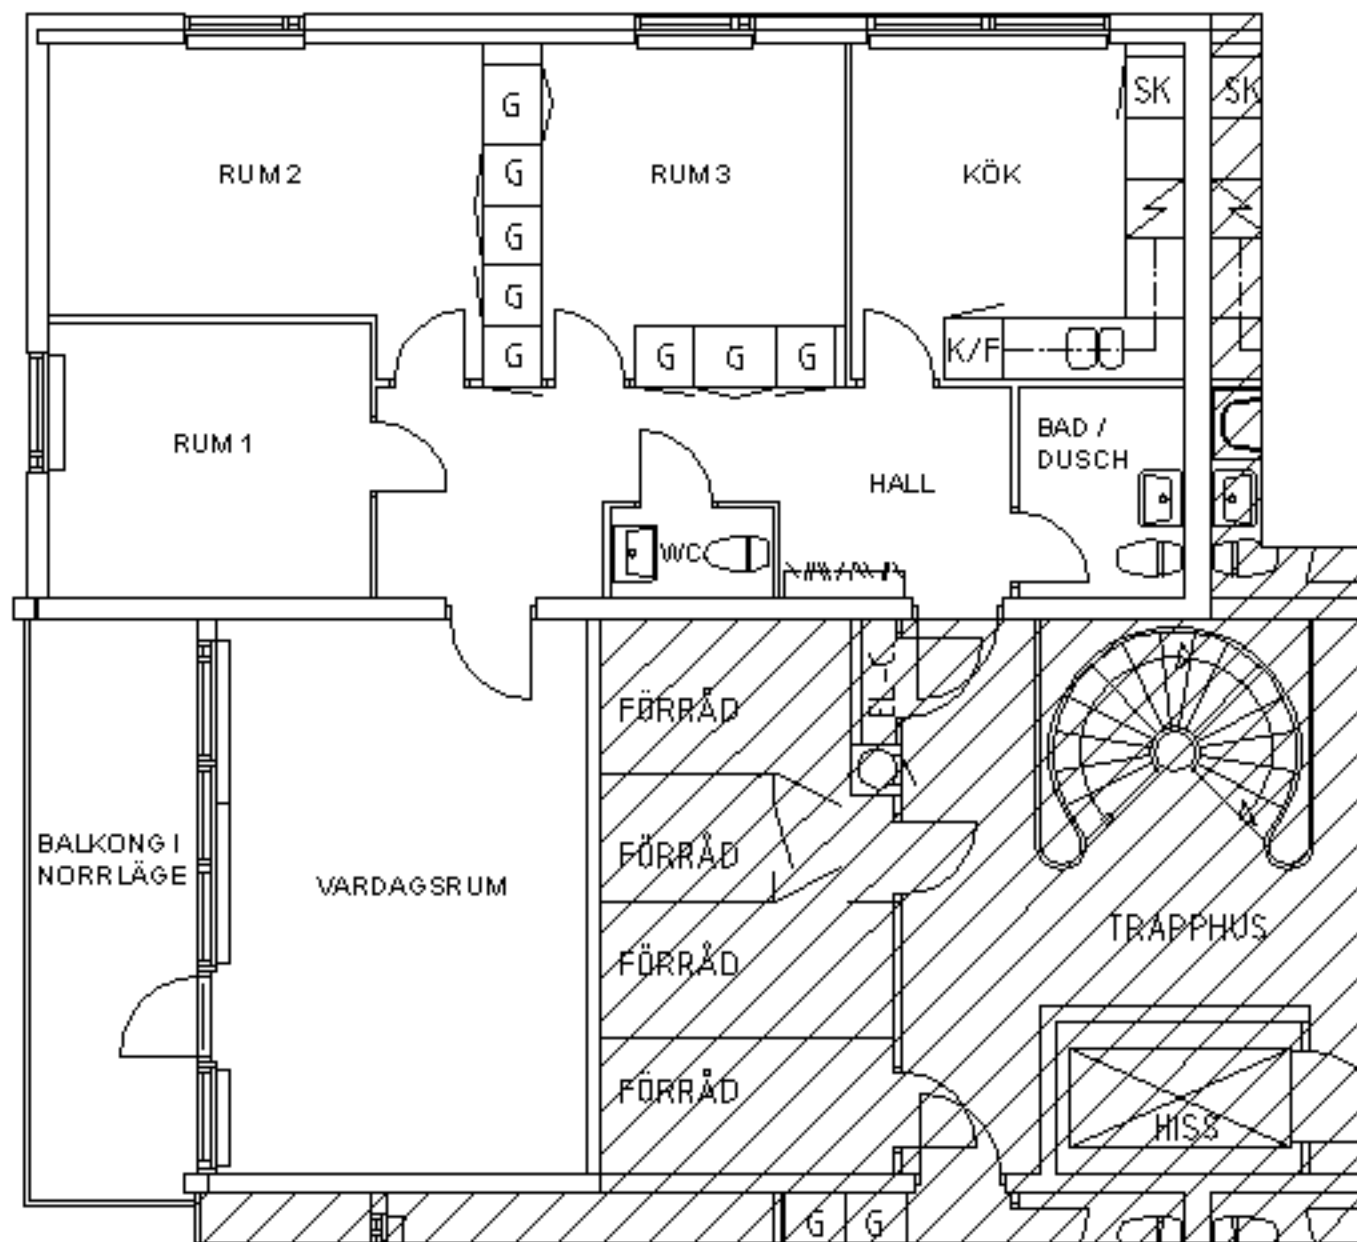 SK
SK
G
RUM 2
G
RUM 3
KÖK
G
G
G
G
G
G
K/F
RUM 1
BAD /
DUSCH
HALL
WC
FÖRRÅD
BALKONG I
NORRLÄGE
FÖRRÅD
VARDAGSRUM
TRAPPHUS
FÖRRÅD
FÖRRÅD
HISS
G
G